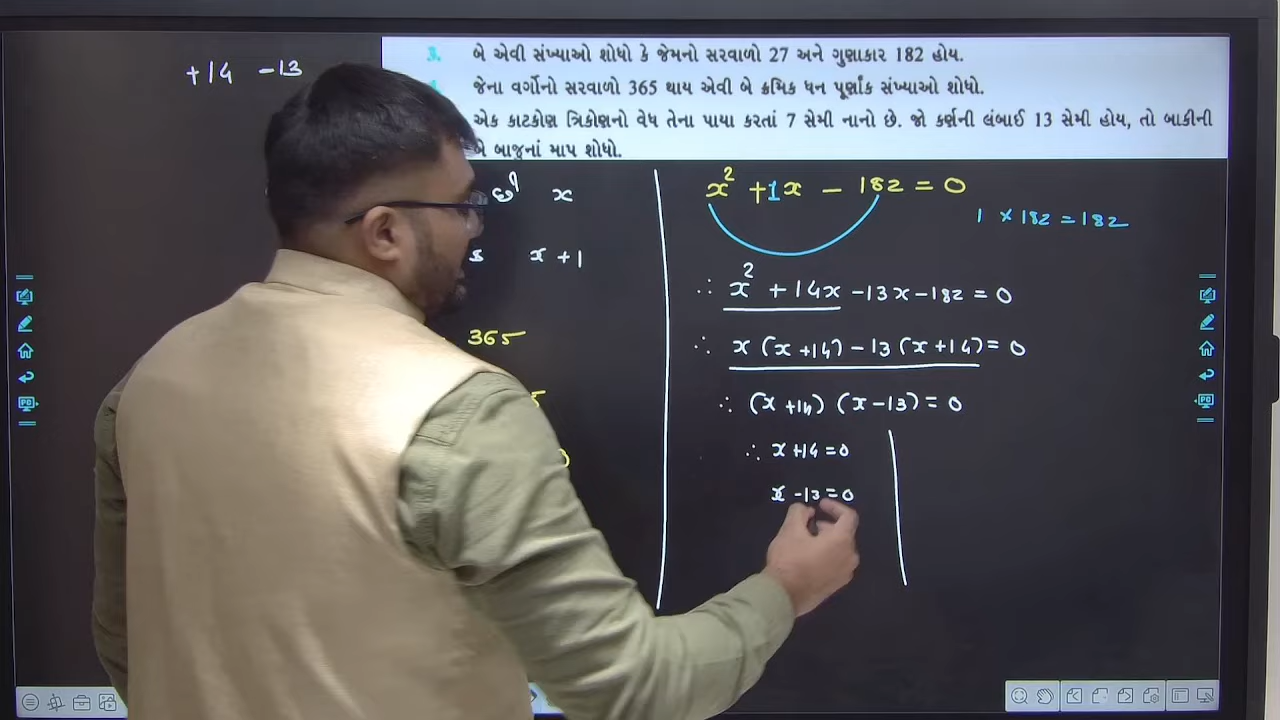 +14 -13
3. બે એવી સંખ્યાઓ શોધો કે જેમનો સરવાળો 27 અને ગુણાકાર 182 હોય.
જેના વર્ગોનો સરવાળો 365 થાય એવી બે ક્રમિક ધન પૂર્ણાંક સંખ્યાઓ શોધો.
એક કાટકોણ ત્રિકોણનો વેધ તેના પાયા કરતાં 7 સેમી નાનો છે. જો કર્ણની લંબાઈ 13 સેમી હોય, તો બાકીની
બે બાજુનાં માપ શોધો.
x
x + 1
365
x² + 1x - 182 = 0
1 × 182 = 182
∴ x² + 14x - 13x - 182 = 0
∴ x (x + 14) - 13 (x + 14) = 0
∴ (x + 14) (x - 13) = 0
∴ x + 14 = 0
x - 13 = 0